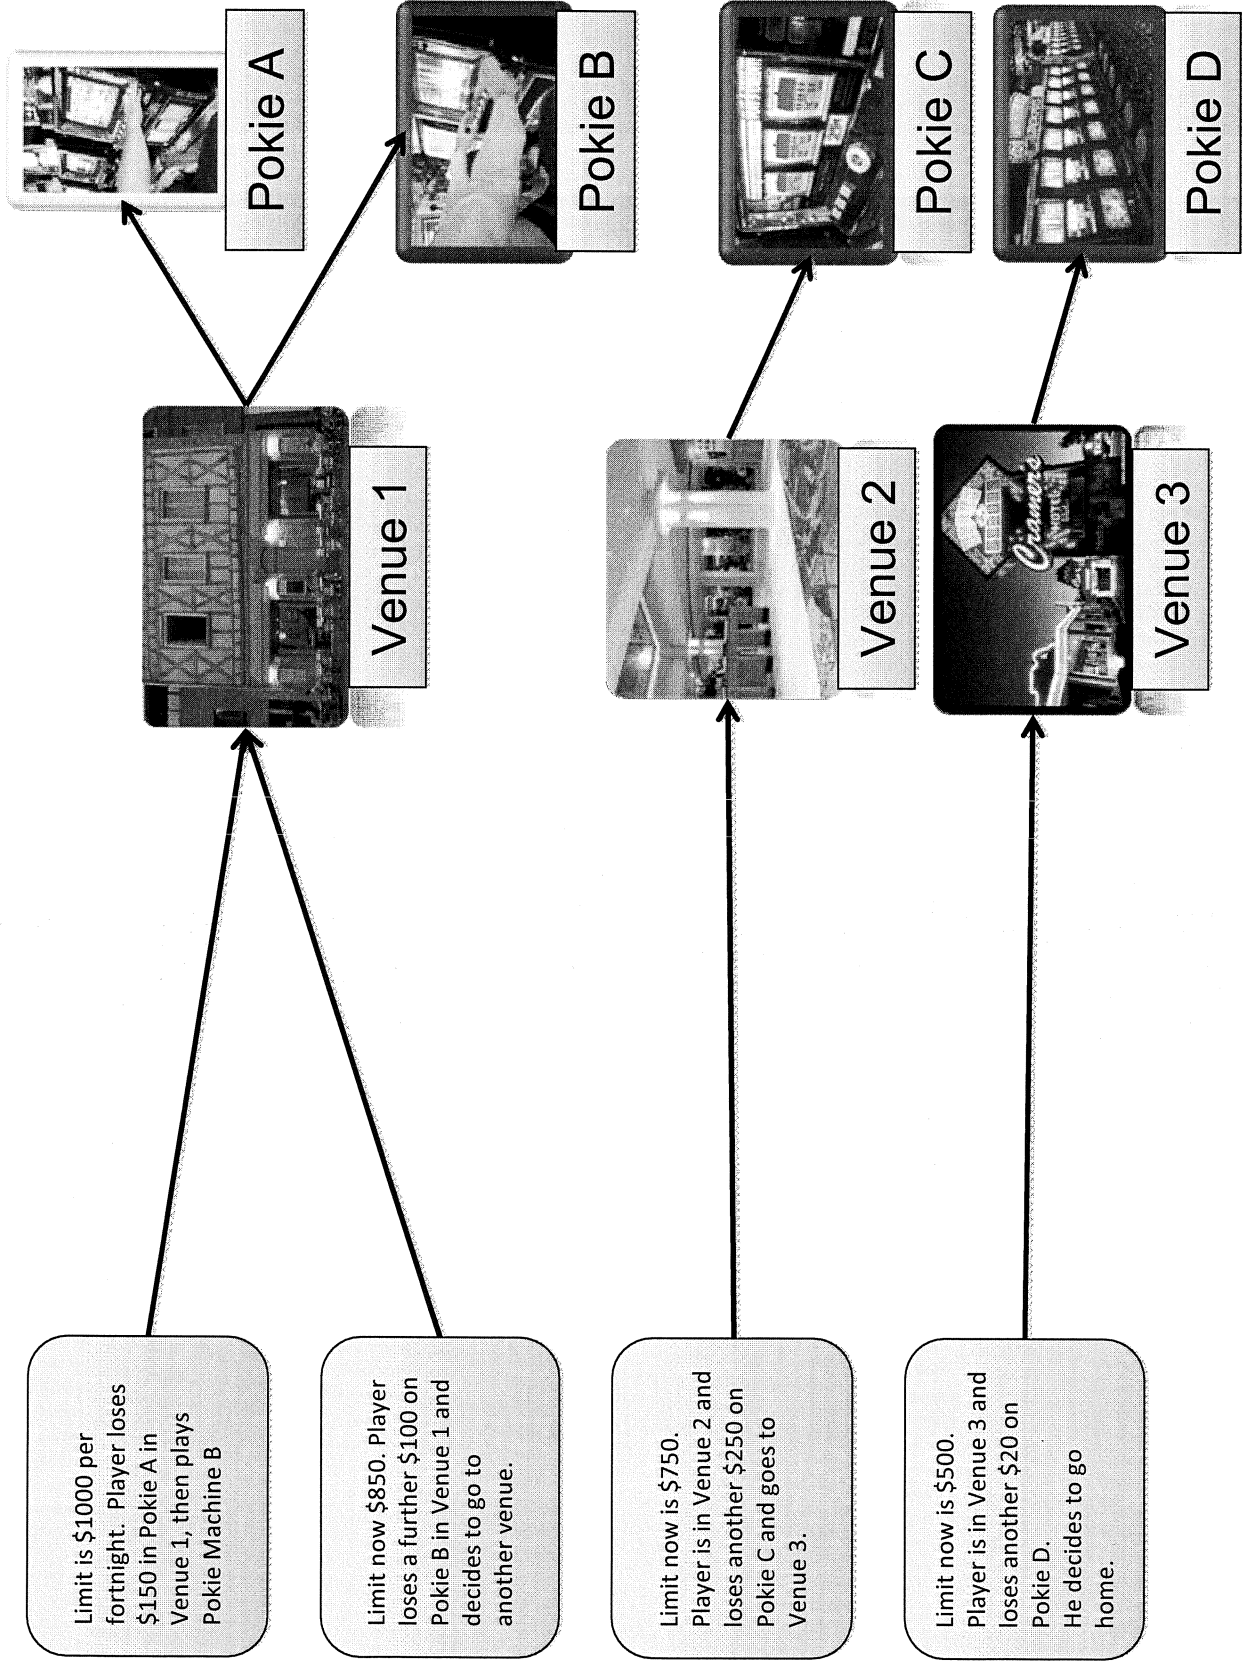 Limit is $1000 per
fortnight.  Player loses
$150 in Pokie A in
Venue 1, then plays
Pokie Machine B
Venue 1
Pokie A
Pokie B
Limit now $850. Player
loses a further $100 on
Pokie B in Venue 1 and
decides to go to
another venue.
Limit now is $750.
Player is in Venue 2 and
loses another $250 on
Pokie C and goes to
Venue 3.
Venue 2
Pokie C
Limit now is $500.
Player is in Venue 3 and
loses another $20 on
Pokie D.
He decides to go
home.
Cramers
Venue 3
Pokie D